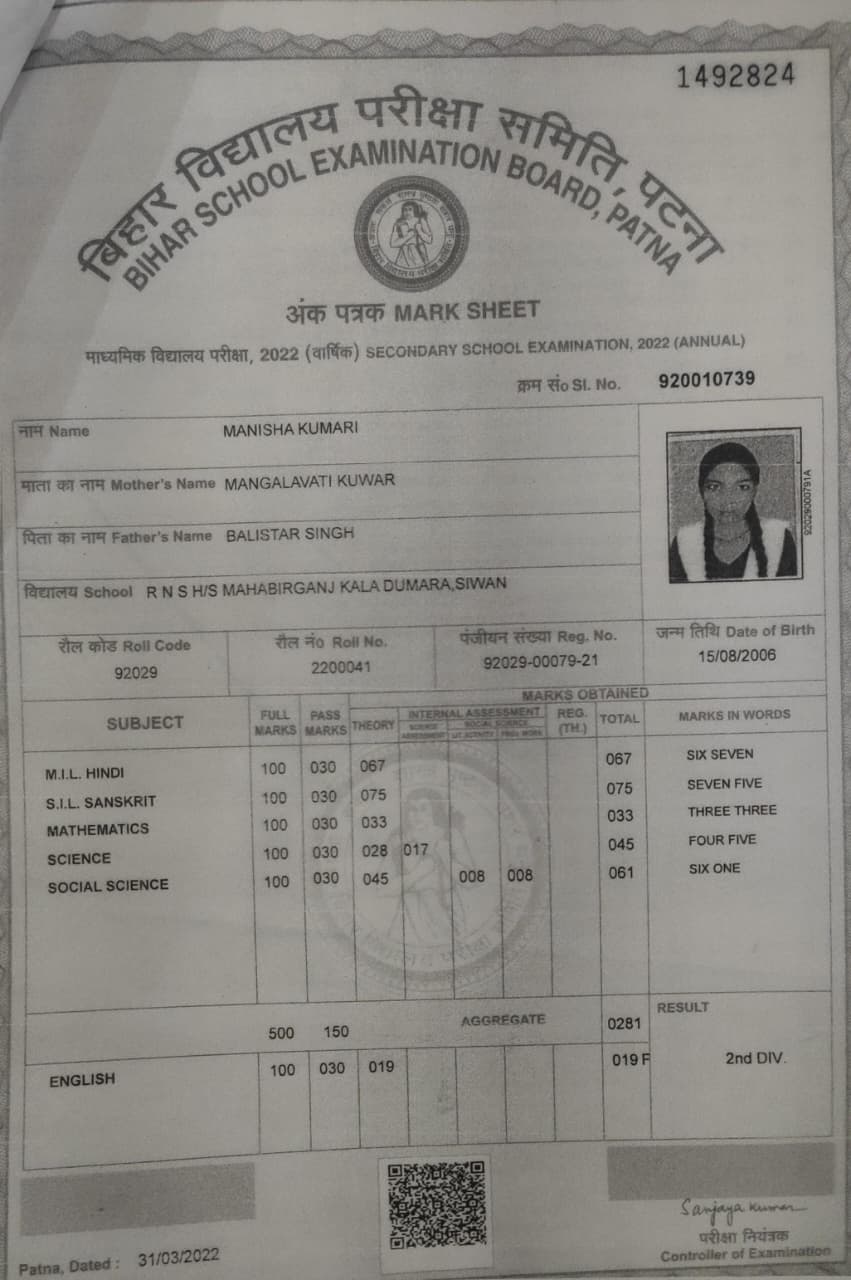 1492824
बिहार विद्यालय परीक्षा समिति, पटना
BIHAR SCHOOL EXAMINATION BOARD, PATNA
अंक पत्रक MARK SHEET
माध्यमिक विद्यालय परीक्षा, 2022 (वार्षिक) SECONDARY SCHOOL EXAMINATION, 2022 (ANNUAL)
क्रम सं० Sl. No. 920010739
नाम Name MANISHA KUMARI
माता का नाम Mother's Name MANGALAVATI KUWAR
पिता का नाम Father's Name BALISTAR SINGH
विद्यालय School R N S H/S MAHABIRGANJ KALA DUMARA,SIWAN
92029000791A
रौल कोड Roll Code रौल नं० Roll No. पंजीयन संख्या Reg. No. जन्म तिथि Date of Birth
92029 2200041 92029-00079-21 15/08/2006
MARKS OBTAINED
SUBJECT FULL MARKS PASS MARKS THEORY INTERNAL ASSESSMENT REG. (TH.) TOTAL MARKS IN WORDS
SCIENCE SOCIAL SCIENCE
M.I.L. HINDI 100 030 067 067 SIX SEVEN
S.I.L. SANSKRIT 100 030 075 075 SEVEN FIVE
MATHEMATICS 100 030 033 033 THREE THREE
SCIENCE 100 030 028 017 045 FOUR FIVE
SOCIAL SCIENCE 100 030 045 008 008 061 SIX ONE
500 150 AGGREGATE 0281 RESULT
ENGLISH 100 030 019 019 F 2nd DIV.
Sanjaya Kumar
परीक्षा नियंत्रक
Patna, Dated : 31/03/2022 Controller of Examination